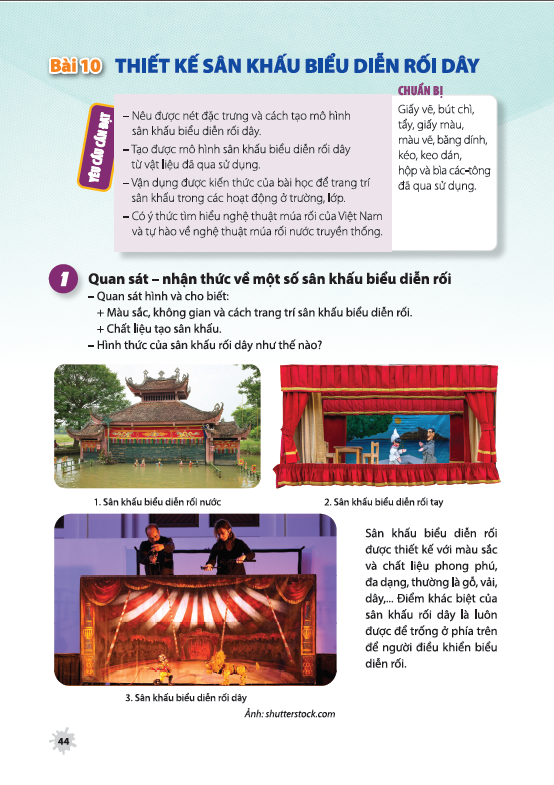 Bài 10 THIẾT KẾ SÂN KHẤU BIỂU DIỄN RỐI DÂY
YÊU CẦU CẦN ĐẠT
– Nêu được nét đặc trưng và cách tạo mô hình
sân khấu biểu diễn rối dây.
– Tạo được mô hình sân khấu biểu diễn rối dây
từ vật liệu đã qua sử dụng.
– Vận dụng được kiến thức của bài học để trang trí
sân khấu trong các hoạt động ở trường, lớp.
– Có ý thức tìm hiểu nghệ thuật múa rối của Việt Nam
và tự hào về nghệ thuật múa rối nước truyền thống.
CHUẨN BỊ
Giấy vẽ, bút chì,
tẩy, giấy màu,
màu vẽ, băng dính,
kéo, keo dán,
hộp và bìa các-tông
đã qua sử dụng.
1 Quan sát – nhận thức về một số sân khấu biểu diễn rối
– Quan sát hình và cho biết:
+ Màu sắc, không gian và cách trang trí sân khấu biểu diễn rối.
+ Chất liệu tạo sân khấu.
– Hình thức của sân khấu rối dây như thế nào?
1. Sân khấu biểu diễn rối nước
2. Sân khấu biểu diễn rối tay
Sân khấu biểu diễn rối
được thiết kế với màu sắc
và chất liệu phong phú,
đa dạng, thường là gỗ, vải,
dây,... Điểm khác biệt của
sân khấu rối dây là luôn
được để trống ở phía trên
để người điều khiển biểu
diễn rối.
3. Sân khấu biểu diễn rối dây
Ảnh: shutterstock.com
44